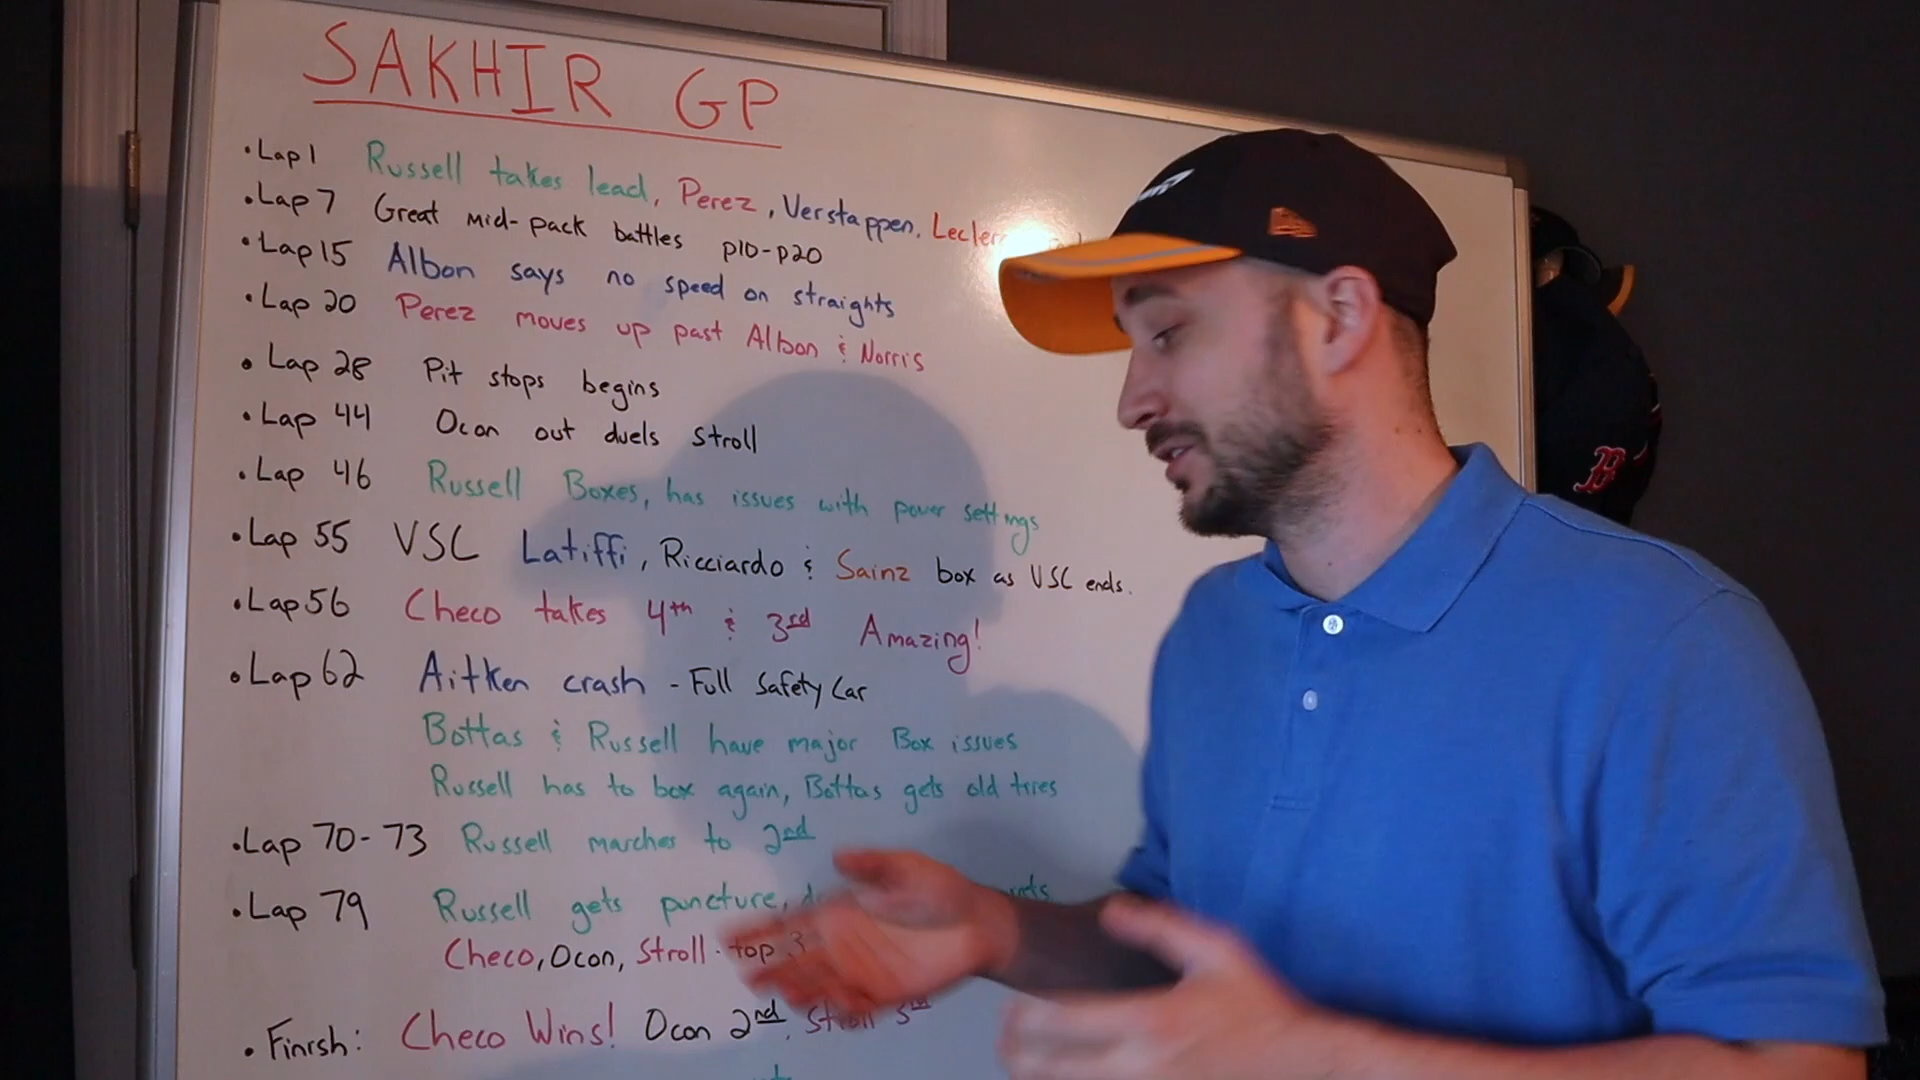 SAKHIR GP
• Lap 1 Russell takes lead, Perez, Verstappen, Leclerc
• Lap 7 Great mid-pack battles p10-p20
• Lap 15 Albon says no speed on straights
• Lap 20 Perez moves up past Albon & Norris
• Lap 28 Pit stops begins
• Lap 44 Ocon out duels Stroll
• Lap 46 Russell Boxes, has issues with power settings
• Lap 55 VSC Latiffi, Ricciardo & Sainz box as VSC ends.
• Lap 56 Checo takes 4th & 3rd Amazing!
• Lap 62 Aitken crash - Full Safety Car
Bottas & Russell have major Box issues
Russell has to box again, Bottas gets old tires
• Lap 70-73 Russell marches to 2nd
• Lap 79 Russell gets puncture,
Checo, Ocon, Stroll - top 3
• Finish: Checo Wins! Ocon 2nd, Stroll 3rd
B